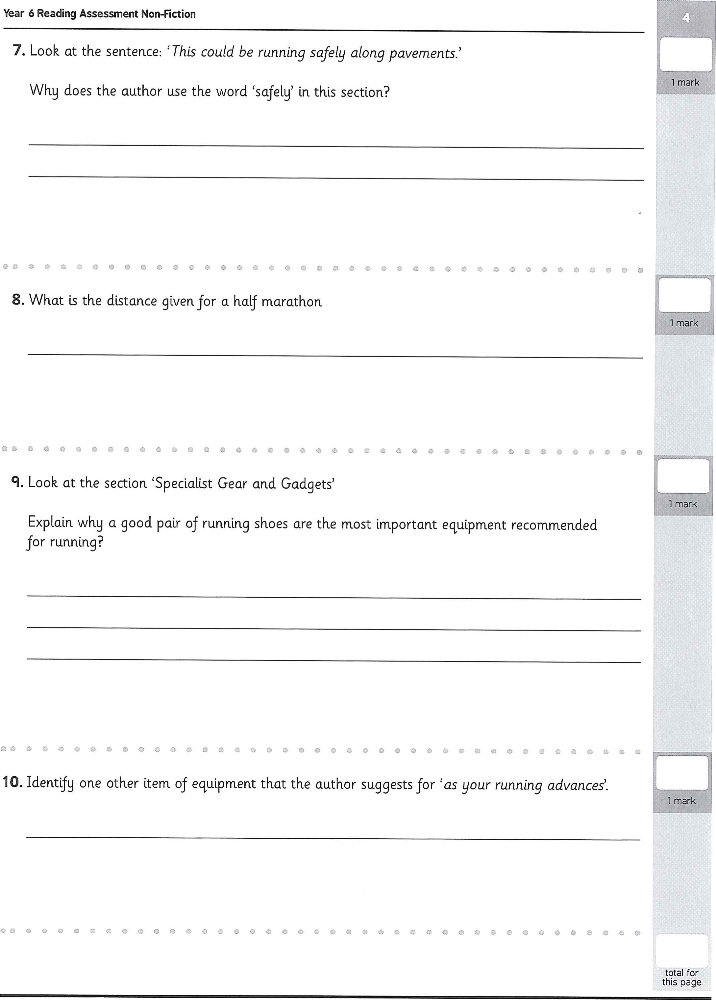 Year 6 Reading Assessment Non-Fiction
4
7. Look at the sentence: ‘This could be running safely along pavements.’
1 mark
Why does the author use the word ‘safely’ in this section?
8. What is the distance given for a half marathon
1 mark
9. Look at the section ‘Specialist Gear and Gadgets’
1 mark
Explain why a good pair of running shoes are the most important equipment recommended
for running?
10. Identify one other item of equipment that the author suggests for ‘as your running advances’.
1 mark
total for
this page